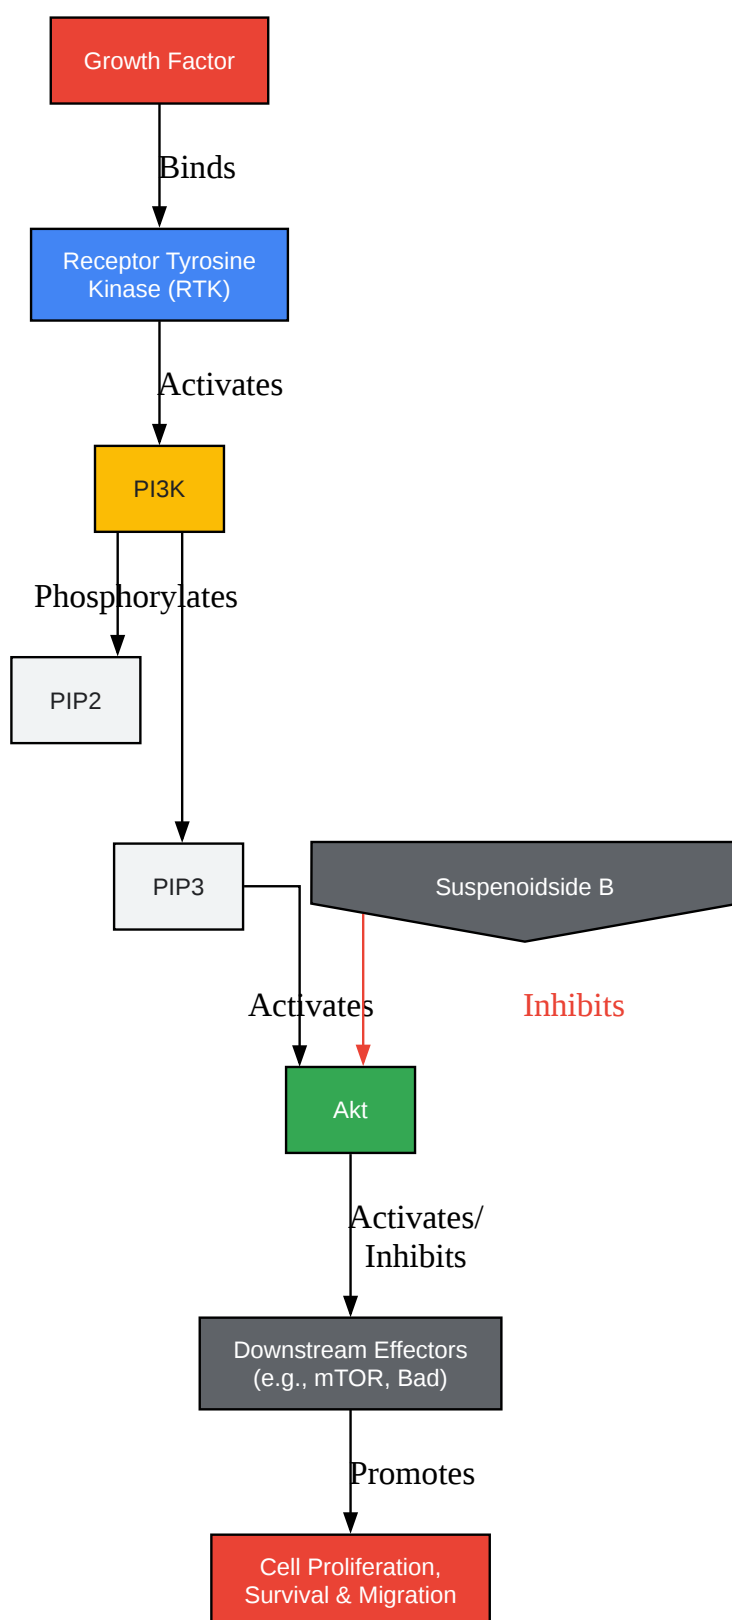 Growth Factor
Binds
Receptor Tyrosine
Kinase (RTK)
Activates
PI3K
Phosphorylates
PIP2
PIP3
Suspenoidside B
Activates
Inhibits
Akt
Activates/
Inhibits
Downstream Effectors
(e.g., mTOR, Bad)
Promotes
Cell Proliferation,
Survival & Migration